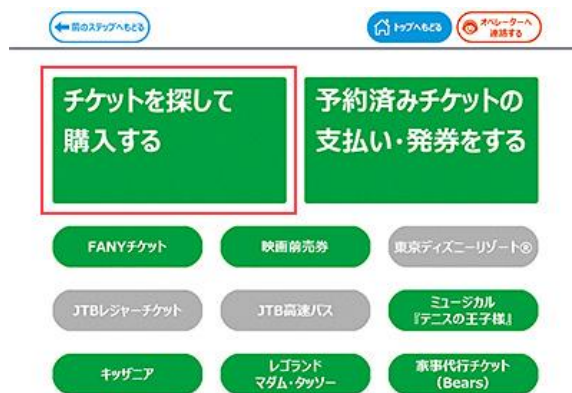 前のステップへもどる
トップへもどる
オペレーターへ
連絡する
チケットを探して
購入する
予約済みチケットの
支払い・発券をする
FANYチケット
映画前売券
東京ディズニーリゾート®
JTBレジャーチケット
JTB高速バス
ミュージカル
『テニスの王子様』
キッザニア
レゴランド
マダム・タッソー
家事代行チケット
(Bears)